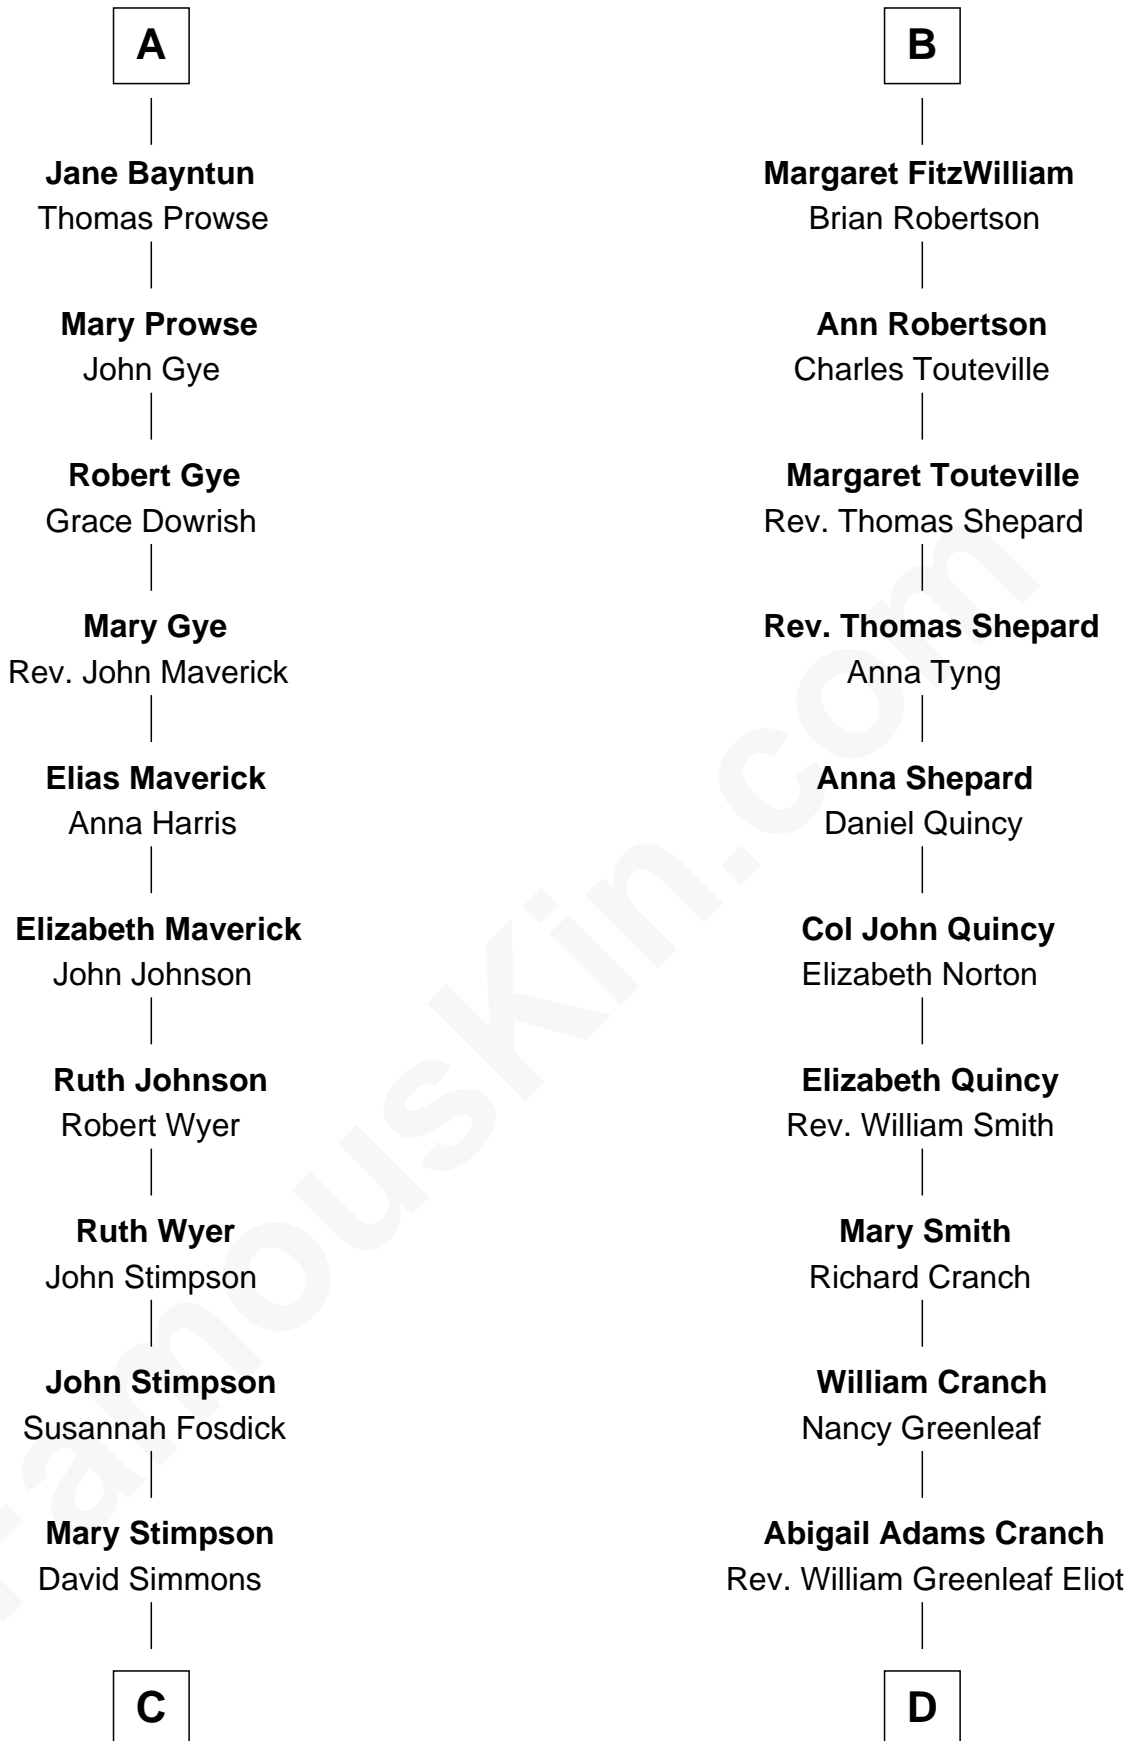 A
Jane Bayntun
Thomas Prowse
Mary Prowse
John Gye
Robert Gye
Grace Dowrish
Mary Gye
Rev. John Maverick
Elias Maverick
Anna Harris
Elizabeth Maverick
John Johnson
Ruth Johnson
Robert Wyer
Ruth Wyer
John Stimpson
John Stimpson
Susannah Fosdick
Mary Stimpson
David Simmons
C
B
Margaret FitzWilliam
Brian Robertson
Ann Robertson
Charles Touteville
Margaret Touteville
Rev. Thomas Shepard
Rev. Thomas Shepard
Anna Tyng
Anna Shepard
Daniel Quincy
Col John Quincy
Elizabeth Norton
Elizabeth Quincy
Rev. William Smith
Mary Smith
Richard Cranch
William Cranch
Nancy Greenleaf
Abigail Adams Cranch
Rev. William Greenleaf Eliot
D
FamousKin.com